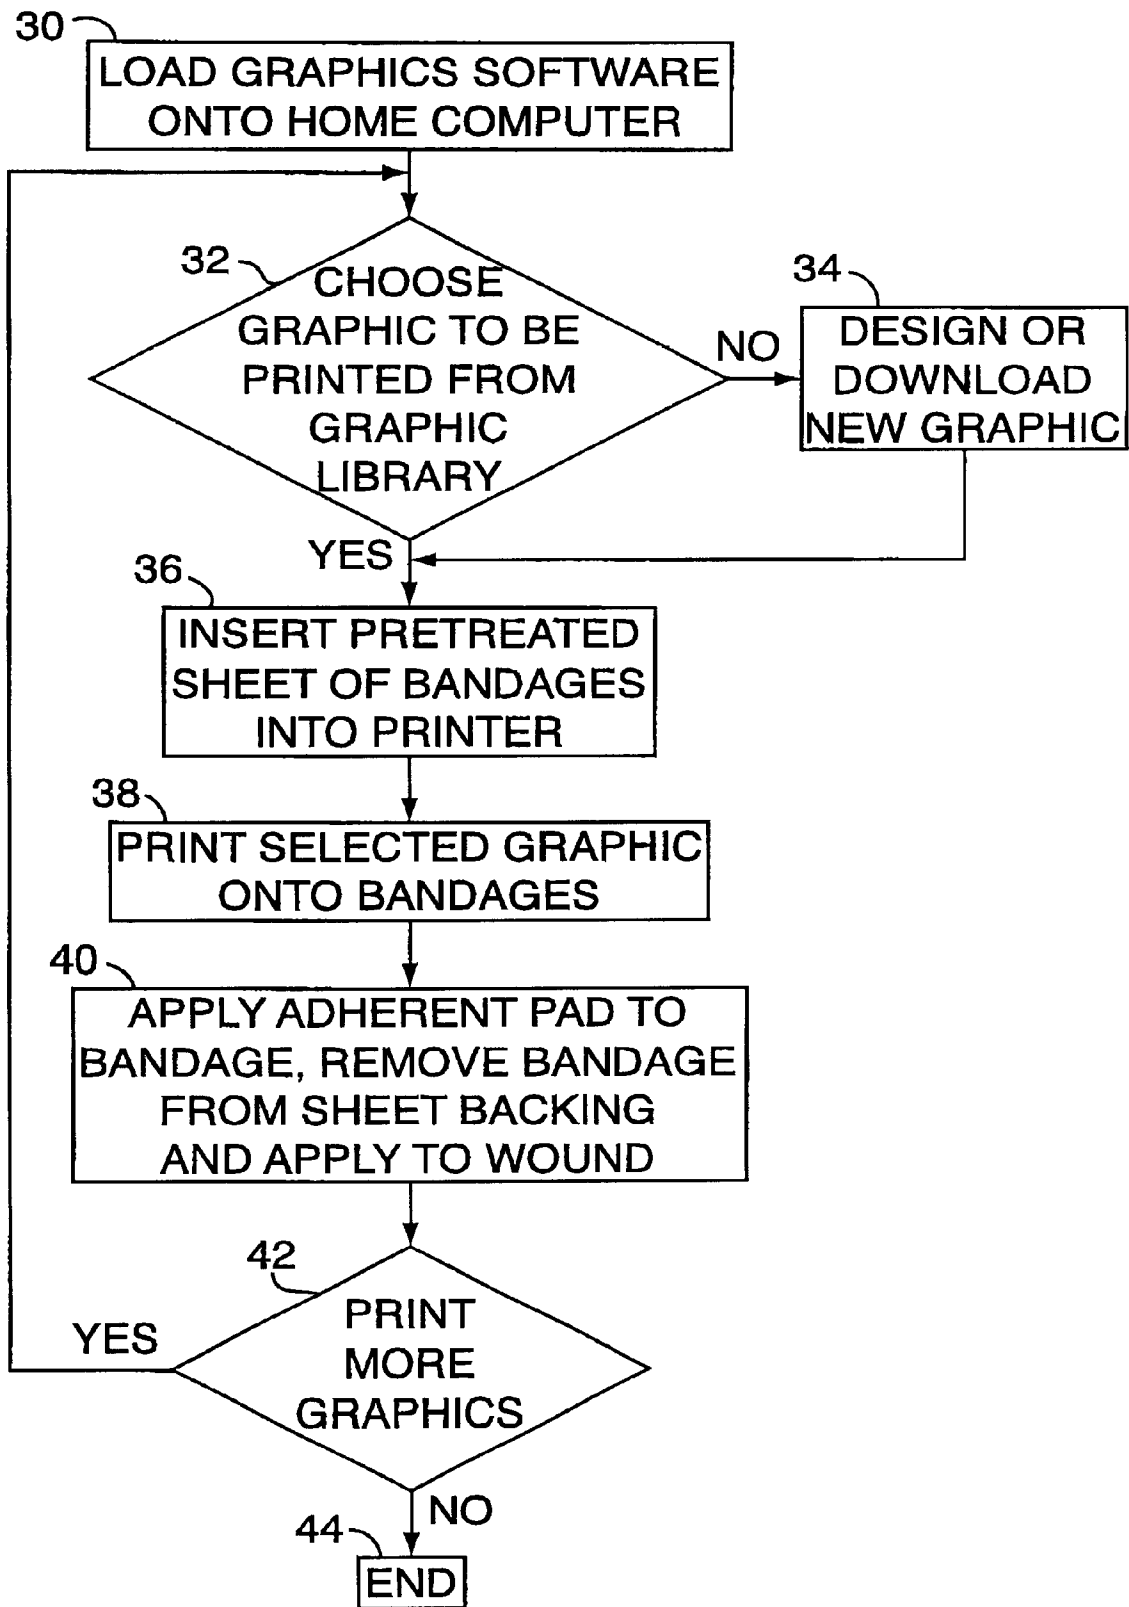 30
LOAD GRAPHICS SOFTWARE
ONTO HOME COMPUTER
32
CHOOSE
GRAPHIC TO BE
PRINTED FROM
GRAPHIC
LIBRARY
NO
34
DESIGN OR
DOWNLOAD
NEW GRAPHIC
YES
36
INSERT PRETREATED
SHEET OF BANDAGES
INTO PRINTER
38
PRINT SELECTED GRAPHIC
ONTO BANDAGES
40
APPLY ADHERENT PAD TO
BANDAGE, REMOVE BANDAGE
FROM SHEET BACKING
AND APPLY TO WOUND
42
PRINT
MORE
GRAPHICS
YES
NO
44
END